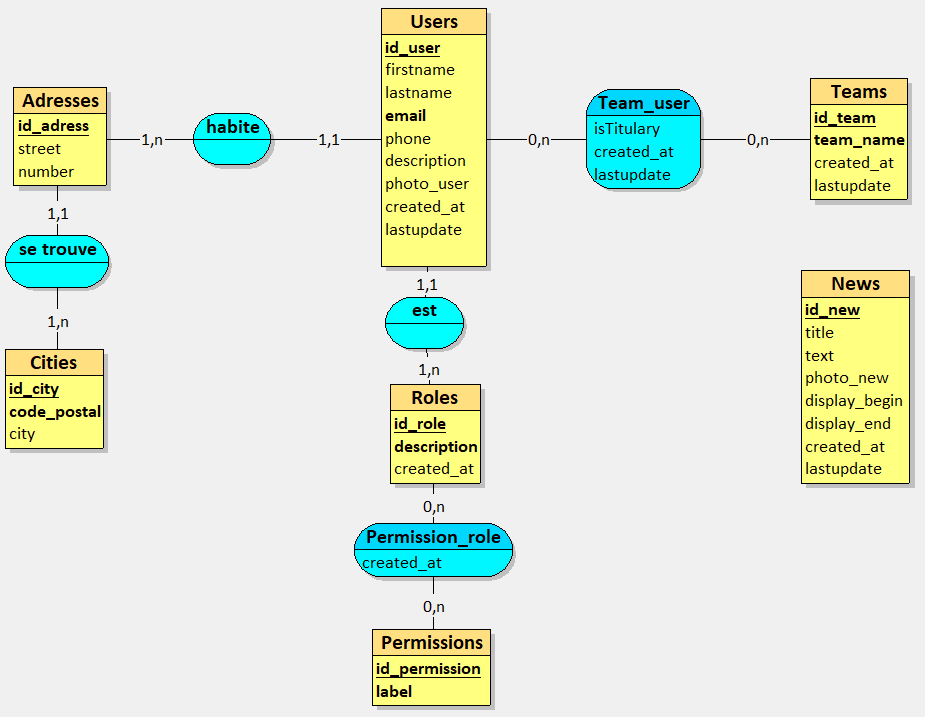 Users
id_user
firstname
lastname
email
phone
description
photo_user
created_at
lastupdate
Adresses
id_adress
street
number
1,n
habite
1,1
0,n
Team_user
isTitulary
created_at
lastupdate
0,n
Teams
id_team
team_name
created_at
lastupdate
1,1
se trouve
1,n
Cities
id_city
code_postal
city
1,1
est
1,n
Roles
id_role
description
created_at
0,n
Permission_role
created_at
0,n
Permissions
id_permission
label
News
id_new
title
text
photo_new
display_begin
display_end
created_at
lastupdate